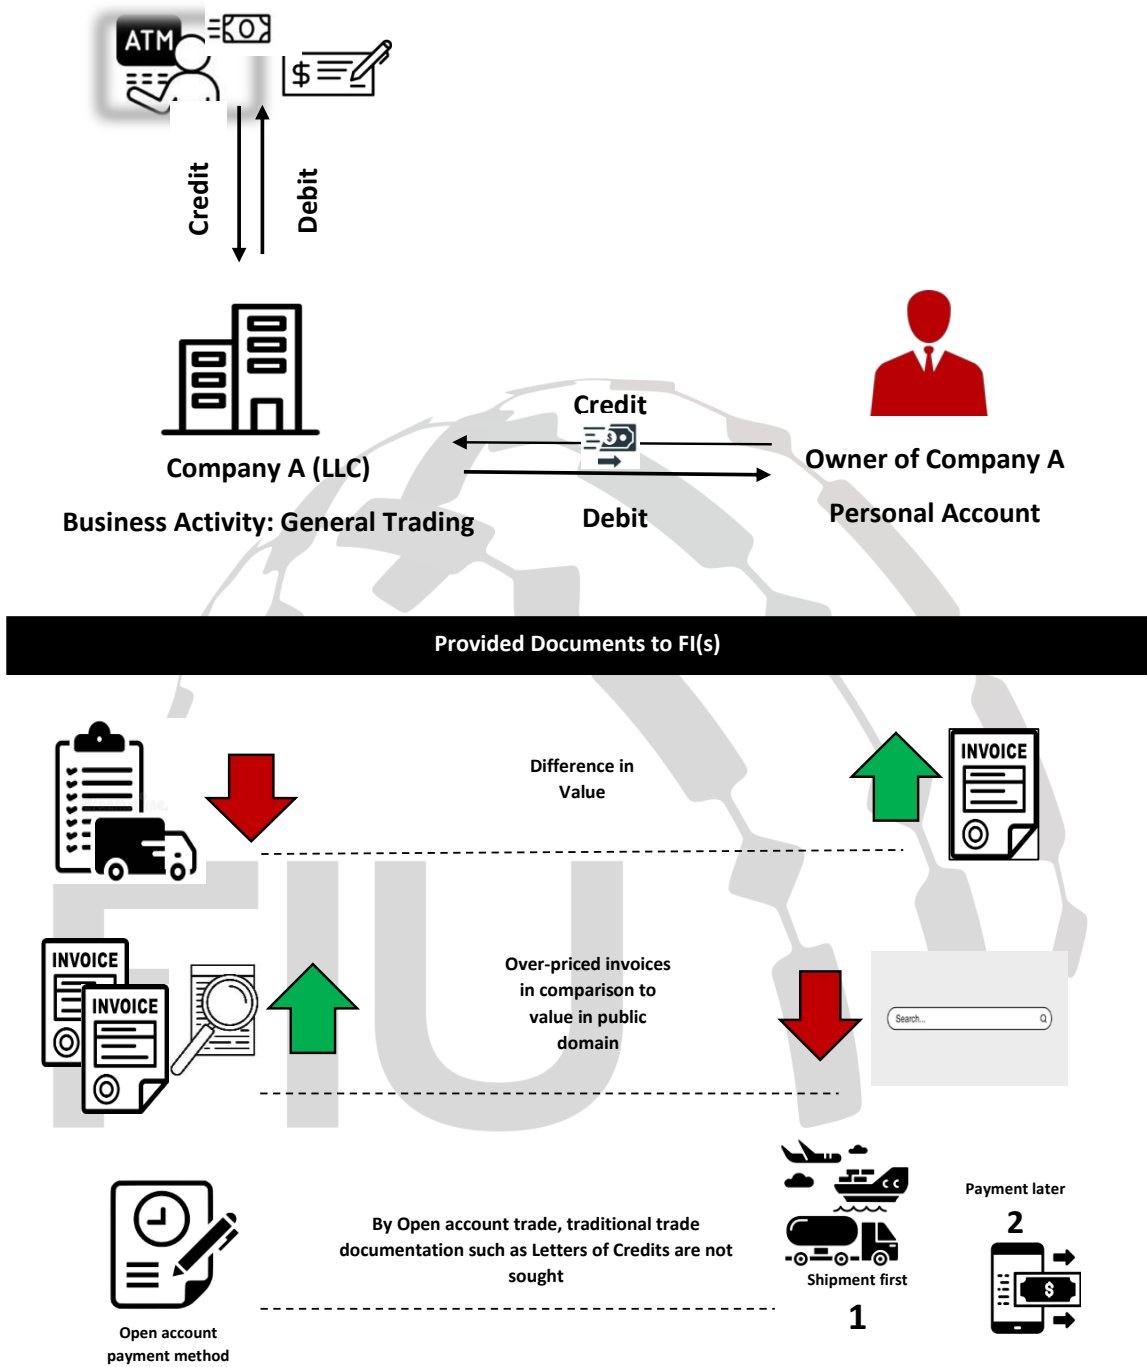 ATM
$
Credit
Debit
Credit
$
Company A (LLC)
Owner of Company A
Business Activity: General Trading
Debit
Personal Account
Provided Documents to FI(s)
INVOICE
Difference in
Value
INVOICE
INVOICE
Over-priced invoices
in comparison to
value in public
domain
Search...
FIU
By Open account trade, traditional trade
documentation such as Letters of Credits are not
sought
Payment later
2
$
Shipment first
1
Open account
payment method